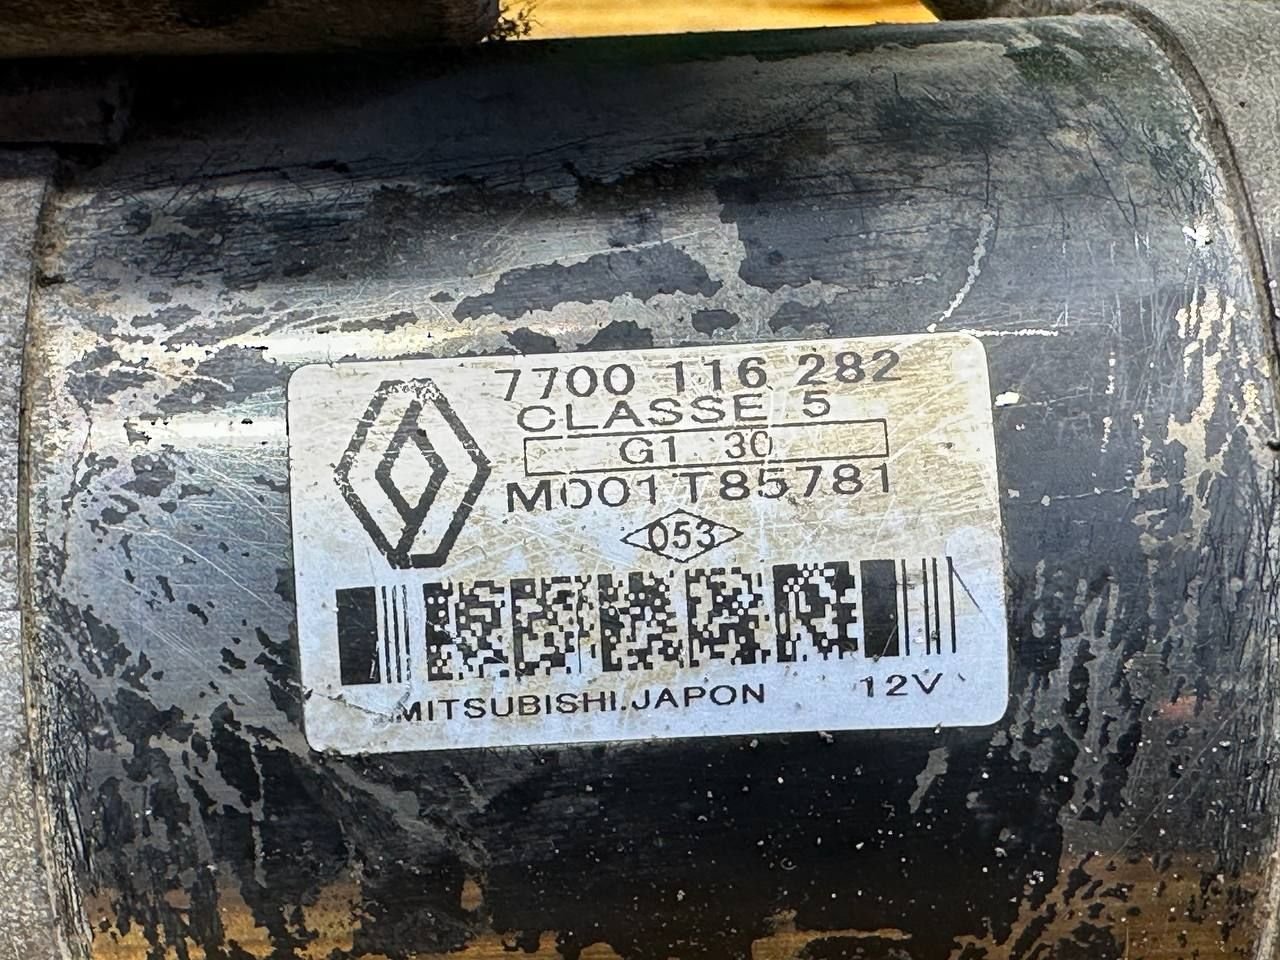 7700 116 282
CLASSE 5
G1 30
M001T85781
053
MITSUBISHI.JAPON 12V